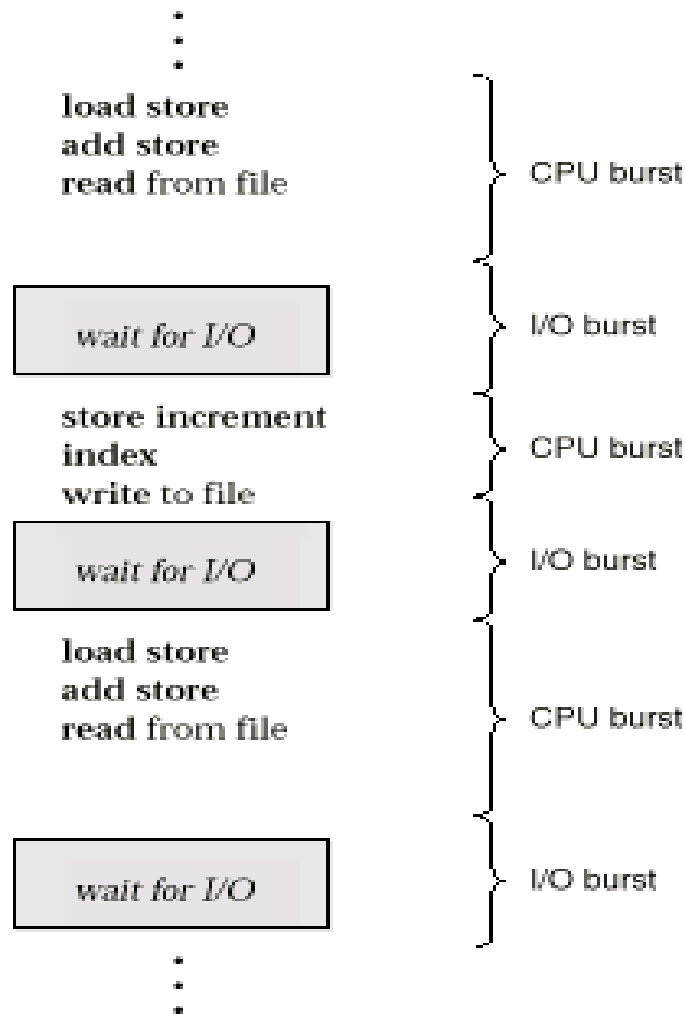 load store
add store
read from file
CPU burst
wait for I/O
I/O burst
store increment
index
write to file
CPU burst
wait for I/O
I/O burst
load store
add store
read from file
CPU burst
wait for I/O
I/O burst